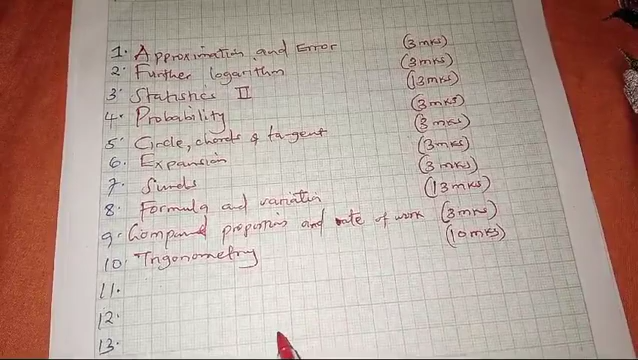 1. Approximation and Error (3mks)
2. Further logarithm (3mks)
3. Statistics II (13mks)
4. Probability (3mks)
5. Circle, chords & tangent (3mks)
6. Expansion (3mks)
7. Surds (3mks)
8. Formula and variation (13mks)
9. Compound proportions and rate of work (3mks)
10. Trigonometry (10mks)
11.
12.
13.